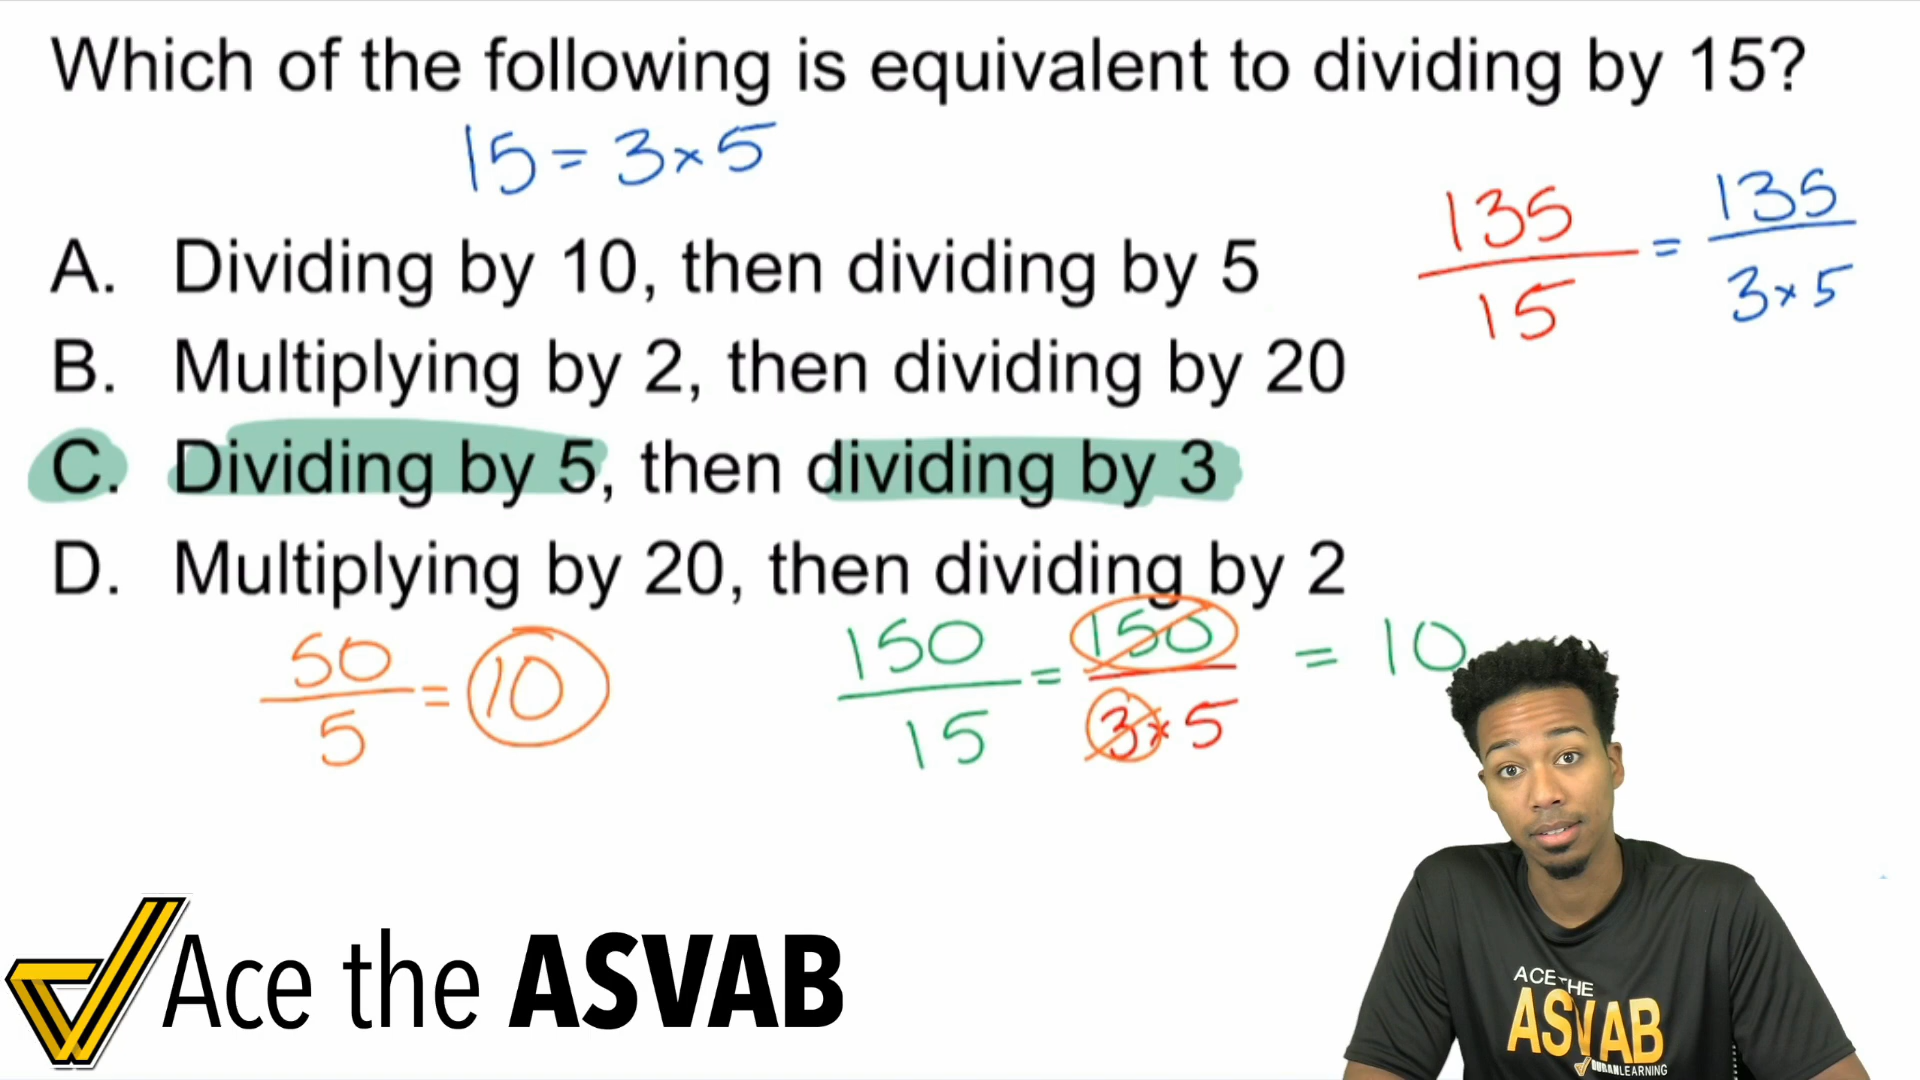 Which of the following is equivalent to dividing by 15?
15 = 3 × 5
135/15 = 135/3 × 5
A. Dividing by 10, then dividing by 5
B. Multiplying by 2, then dividing by 20
C. Dividing by 5, then dividing by 3
D. Multiplying by 20, then dividing by 2
50/5 = 10
150/15 = 150/3 × 5 = 10
Ace the ASVAB
ACE THE
ASVAB
DURANLEARNING